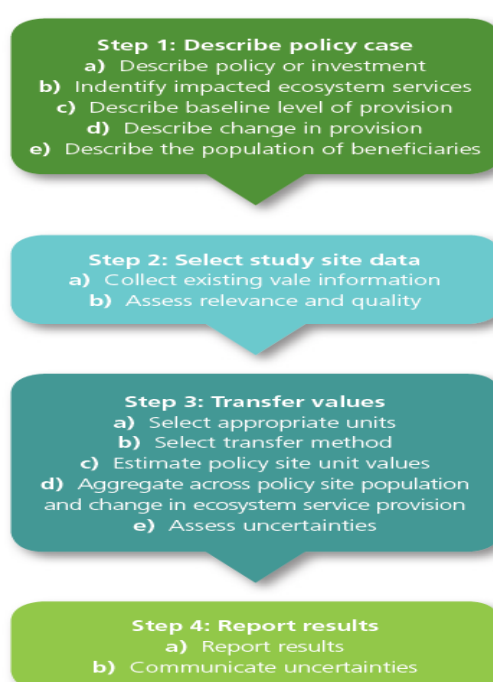 Step 1: Describe policy case
a) Describe policy or investment
b) Indentify impacted ecosystem services
c) Describe baseline level of provision
d) Describe change in provision
e) Describe the population of beneficiaries
Step 2: Select study site data
a) Collect existing vale information
b) Assess relevance and quality
Step 3: Transfer values
a) Select appropriate units
b) Select transfer method
c) Estimate policy site unit values
d) Aggregate across policy site population
and change in ecosystem service provision
e) Assess uncertainties
Step 4: Report results
a) Report results
b) Communicate uncertainties